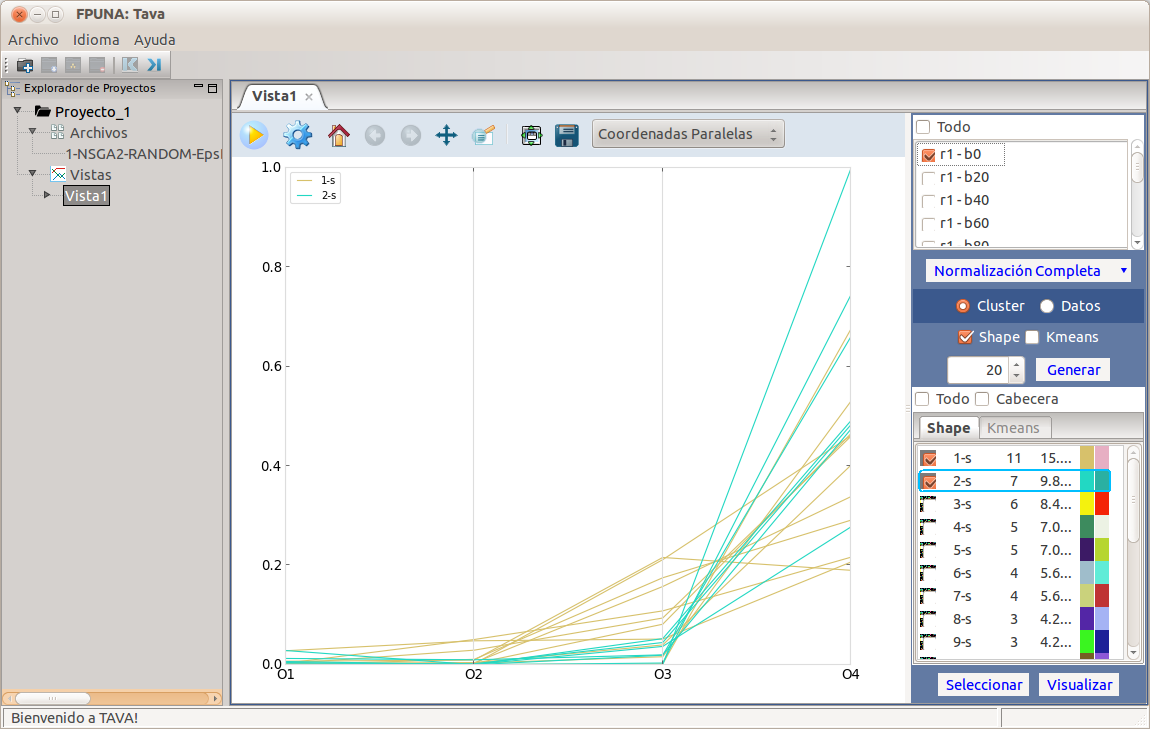 FPUNA: Tava
Archivo Idioma Ayuda
Explorador de Proyectos
Proyecto_1
Archivos
1-NSGA2-RANDOM-Eps
Vistas
Vista1
Vista1
Coordenadas Paralelas
1.0
0.8
0.6
0.4
0.2
0.0
1-s
2-s
O1 O2 O3 O4
Todo
r1 - b0
r1 - b20
r1 - b40
r1 - b60
r1 - b80
Normalización Completa
Cluster Datos
Shape Kmeans
20 Generar
Todo Cabecera
Shape Kmeans
1-s 11 15....
2-s 7 9.8...
3-s 6 8.4...
4-s 5 7.0...
5-s 5 7.0...
6-s 4 5.6...
7-s 4 5.6...
8-s 3 4.2...
9-s 3 4.2...
Seleccionar Visualizar
Bienvenido a TAVA!